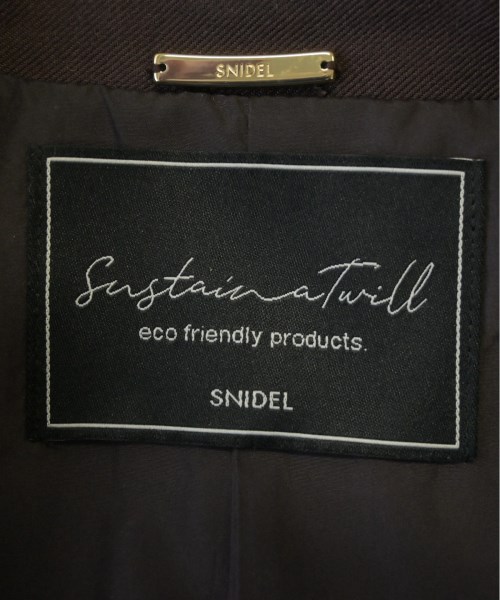 SNIDEL
SustainaTwill
eco friendly products.
SNIDEL